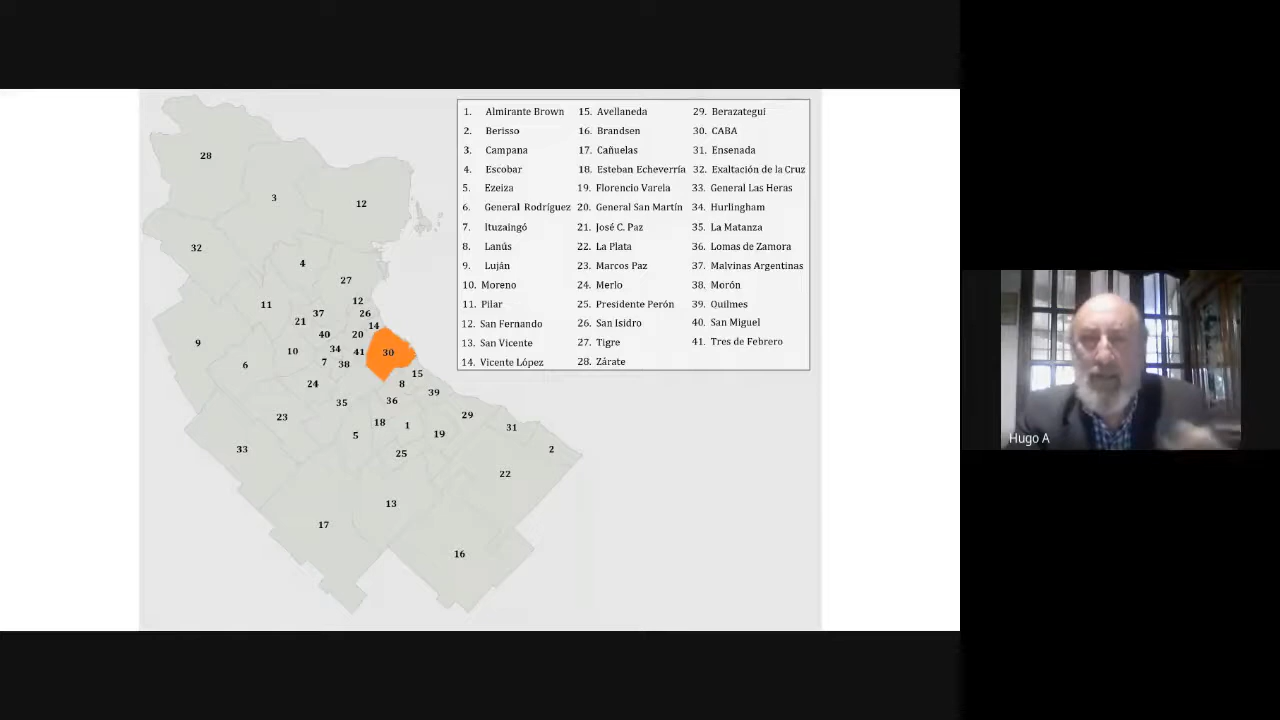 1. Almirante Brown 15. Avellaneda 29. Berazategui
2. Berisso 16. Brandsen 30. CABA
3. Campana 17. Cañuelas 31. Ensenada
4. Escobar 18. Esteban Echeverría 32. Exaltación de la Cruz
5. Ezeiza 19. Florencio Varela 33. General Las Heras
6. General Rodríguez 20. General San Martín 34. Hurlingham
7. Ituzaingó 21. José C. Paz 35. La Matanza
8. Lanús 22. La Plata 36. Lomas de Zamora
9. Luján 23. Marcos Paz 37. Malvinas Argentinas
10. Moreno 24. Merlo 38. Morón
11. Pilar 25. Presidente Perón 39. Quilmes
12. San Fernando 26. San Isidro 40. San Miguel
13. San Vicente 27. Tigre 41. Tres de Febrero
14. Vicente López 28. Zárate
28
3
12
32
4
27
12
11
37
26
21
14
40
20
9
10
34
41
30
6
7
38
15
24
8
39
35
36
23
29
18
1
31
5
19
33
25
2
22
13
17
16
Hugo A